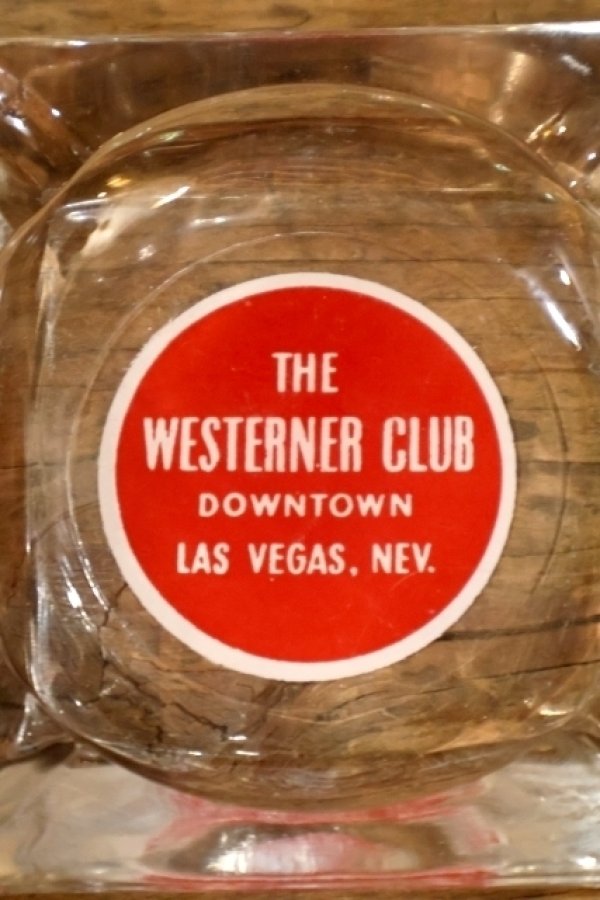 THE
WESTERNER CLUB
DOWNTOWN
LAS VEGAS, NEV.